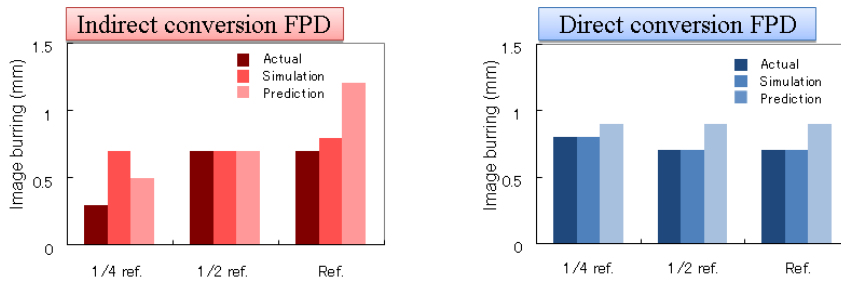 Indirect conversion FPD
1.5
1
0.5
0
Image burring (mm)
Actual
Simulation
Prediction
1/4 ref.
1/2 ref.
Ref.
Direct conversion FPD
1.5
1
0.5
0
Image burring (mm)
Actual
Simulation
Prediction
1/4 ref.
1/2 ref.
Ref.